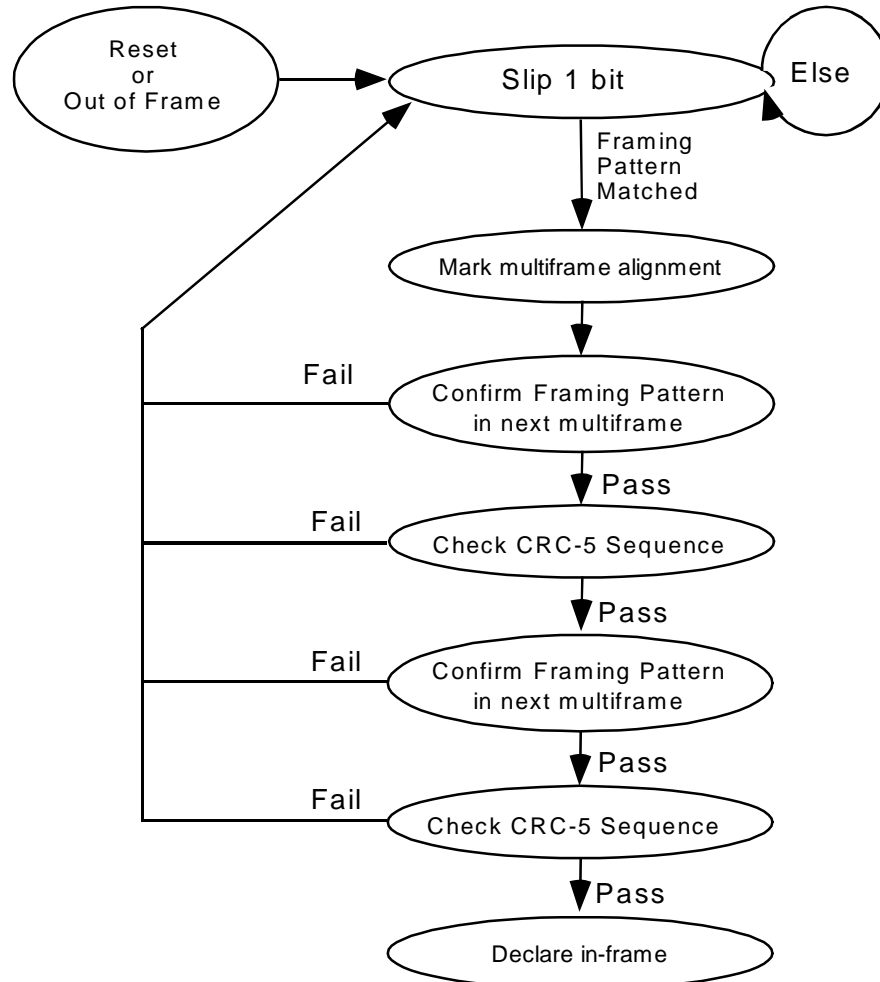 Reset
or
Out of Frame
Slip 1 bit
Else
Framing
Pattern
Matched
Mark multiframe alignment
Fail
Confirm Framing Pattern
in next multiframe
Pass
Fail
Check CRC-5 Sequence
Pass
Fail
Confirm Framing Pattern
in next multiframe
Pass
Fail
Check CRC-5 Sequence
Pass
Declare in-frame